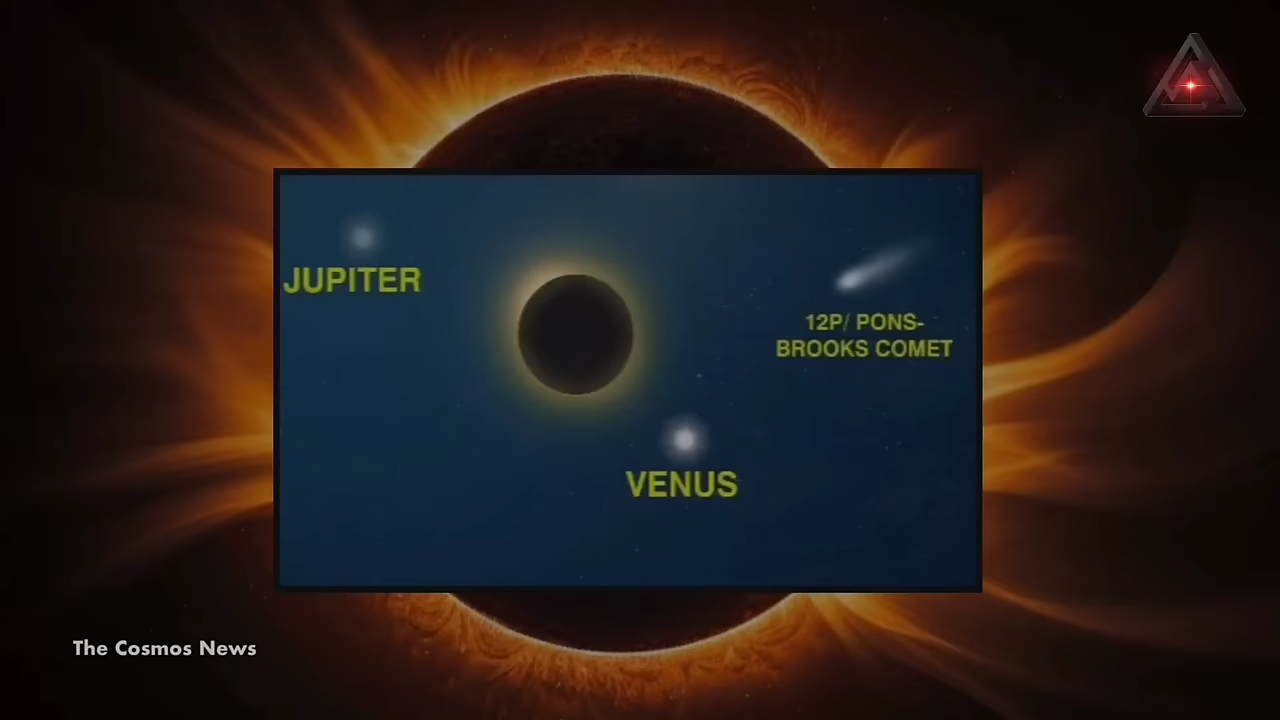 JUPITER
12P/ PONS-
BROOKS COMET
VENUS
The Cosmos News